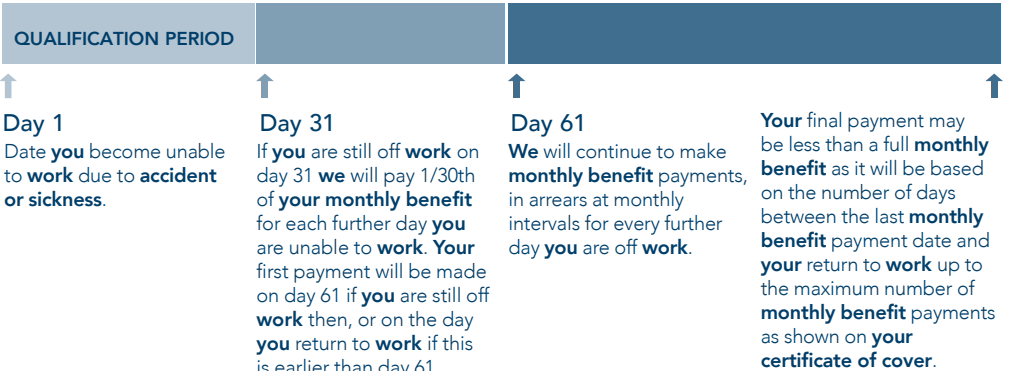 QUALIFICATION PERIOD
Day 1
Date you become unable
to work due to accident
or sickness.
Day 31
If you are still off work on
day 31 we will pay 1/30th
of your monthly benefit
for each further day you
are unable to work. Your
first payment will be made
on day 61 if you are still off
work then, or on the day
you return to work if this
is earlier than day 61
Day 61
We will continue to make
monthly benefit payments,
in arrears at monthly
intervals for every further
day you are off work.
Your final payment may
be less than a full monthly
benefit as it will be based
on the number of days
between the last monthly
benefit payment date and
your return to work up to
the maximum number of
monthly benefit payments
as shown on your
certificate of cover.